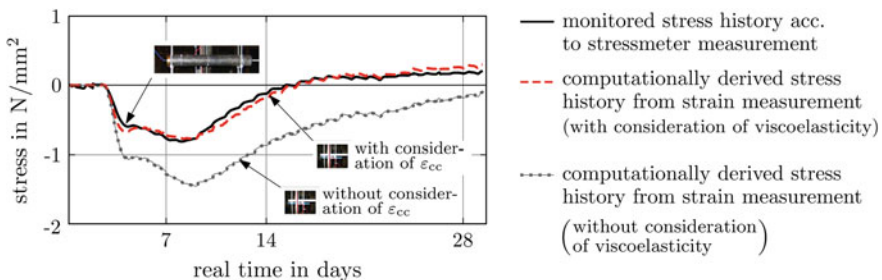 1
0
-1
-2
stress in N/mm²
7
14
28
real time in days
with consider-
ation of εcc
without consider-
ation of εcc
monitored stress history acc.
to stressmeter measurement
computationally derived stress
history from strain measurement
(with consideration of viscoelasticity)
computationally derived stress
history from strain measurement
(without consideration
of viscoelasticity)